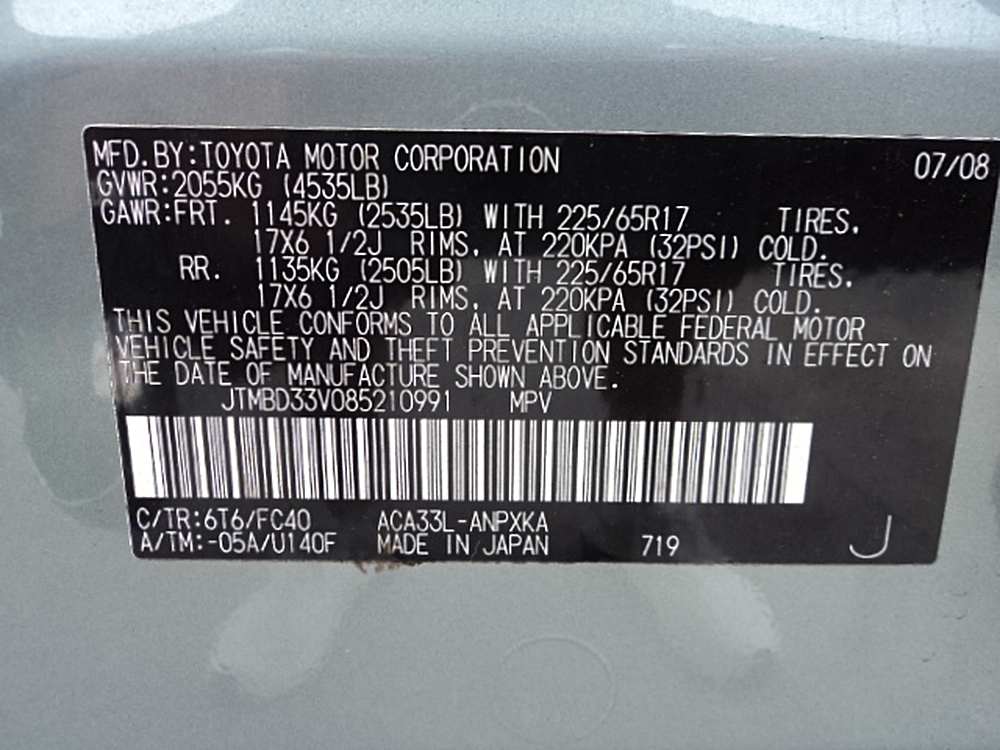 MFD.BY:TOYOTA MOTOR CORPORATION 07/08
GVWR:2055KG (4535LB)
GAWR:FRT. 1145KG (2535LB) WITH 225/65R17 TIRES.
17X6 1/2J RIMS, AT 220KPA (32PSI) COLD.
RR. 1135KG (2505LB) WITH 225/65R17 TIRES,
17X6 1/2J RIMS, AT 220KPA (32PSI) COLD.
THIS VEHICLE CONFORMS TO ALL APPLICABLE FEDERAL MOTOR
VEHICLE SAFETY AND THEFT PREVENTION STANDARDS IN EFFECT ON
THE DATE OF MANUFACTURE SHOWN ABOVE.
JTMBD33V085210991 MPV
C/TR:6T6/FC40 ACA33L-ANPXKA
A/TM:-05A/U140F MADE IN JAPAN 719 J